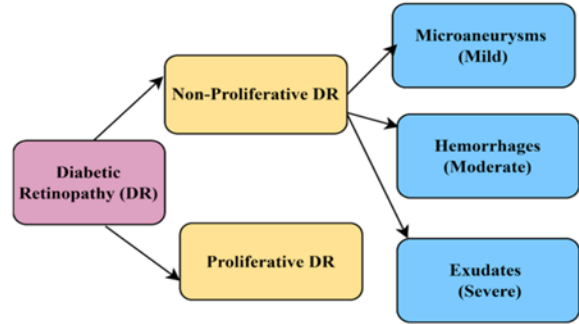 Microaneurysms
(Mild)
Non-Proliferative DR
Hemorrhages
(Moderate)
Diabetic
Retinopathy (DR)
Proliferative DR
Exudates
(Severe)